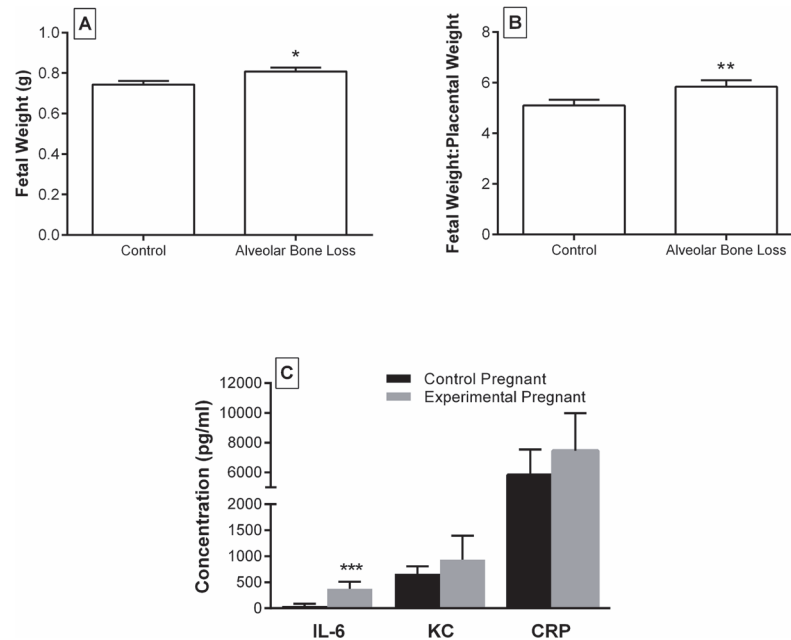 A
Fetal Weight (g)
1.0
0.8
0.6
0.4
0.2
0.0
*
Control
Alveolar Bone Loss
B
Fetal Weight:Placental Weight
8
6
4
2
0
**
Control
Alveolar Bone Loss
C
Control Pregnant
Experimental Pregnant
Concentration (pg/ml)
12000
10000
8000
6000
2000
1500
1000
500
0
***
IL-6
KC
CRP